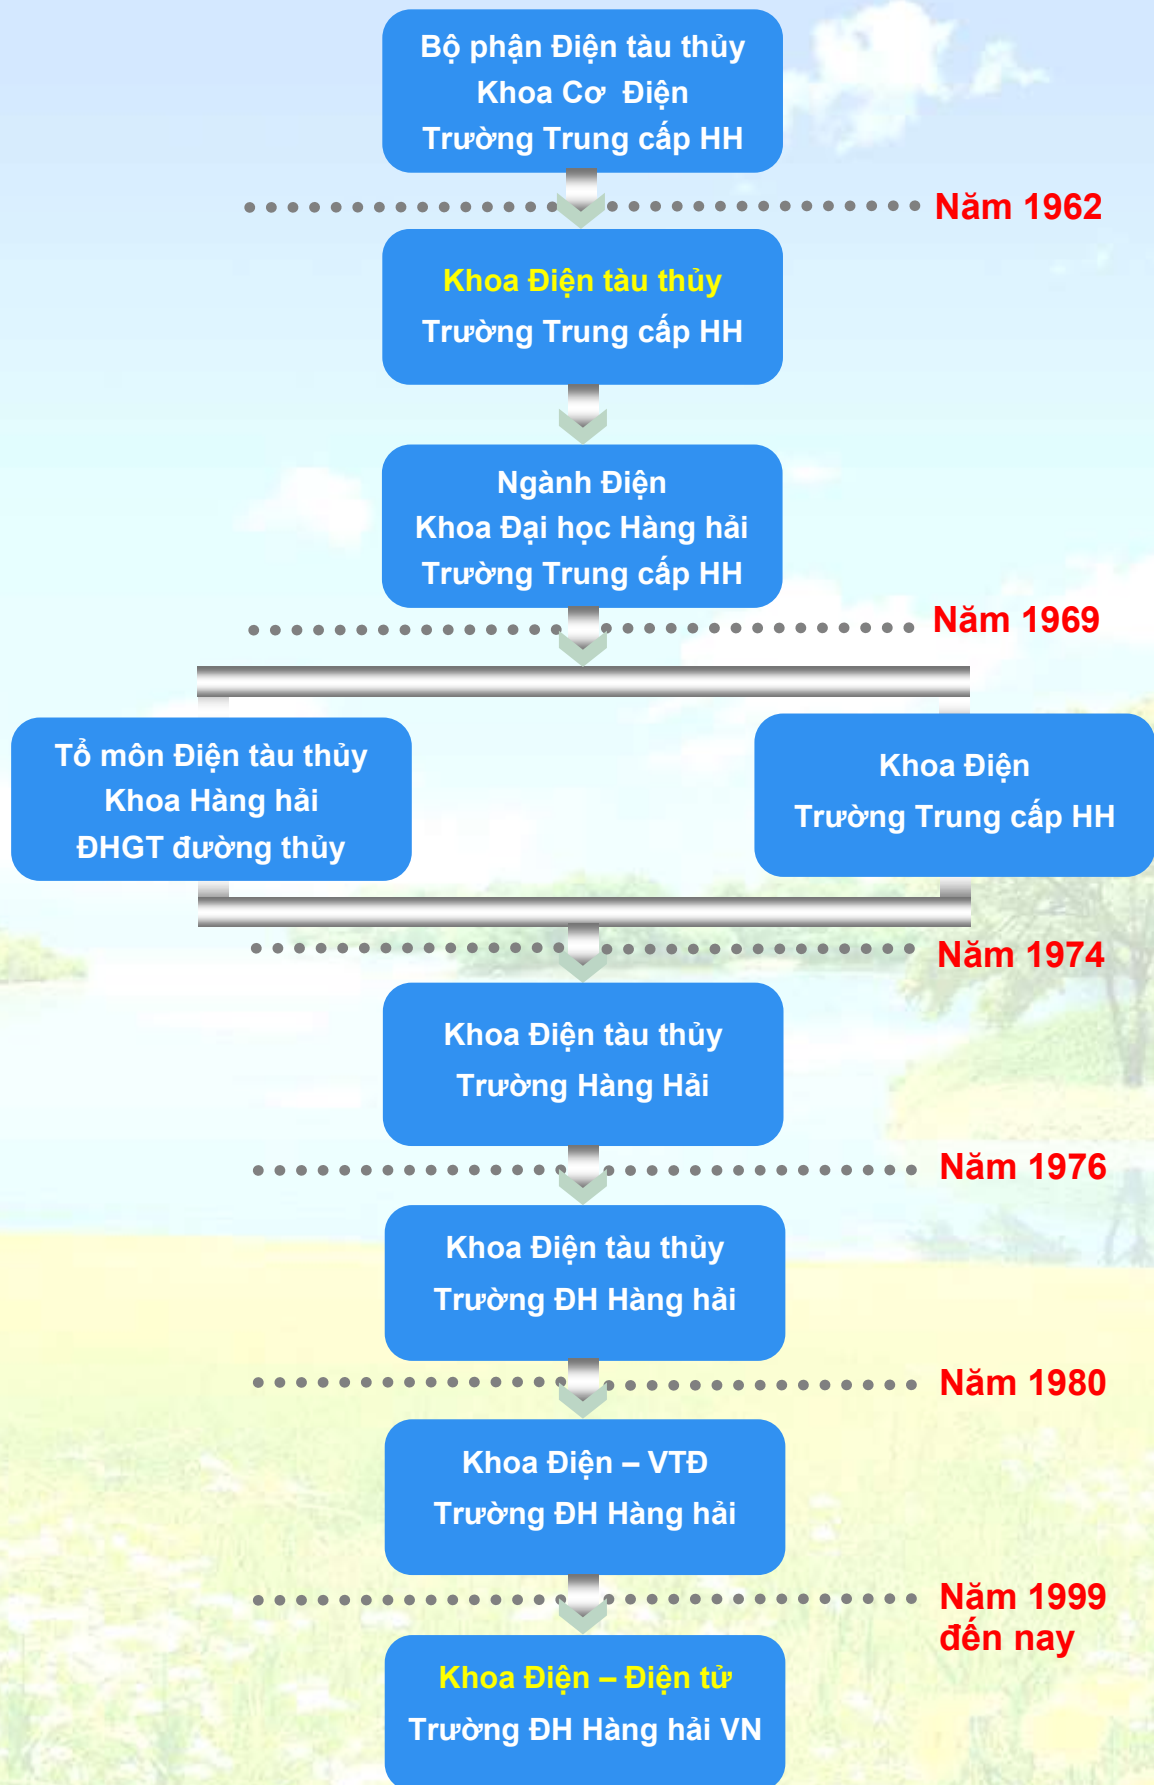 Bộ phận Điện tàu thủy
Khoa Cơ Điện
Trường Trung cấp HH
Năm 1962
Khoa Điện tàu thủy
Trường Trung cấp HH
Ngành Điện
Khoa Đại học Hàng hải
Trường Trung cấp HH
Năm 1969
Tổ môn Điện tàu thủy
Khoa Hàng hải
ĐHGT đường thủy
Khoa Điện
Trường Trung cấp HH
Năm 1974
Khoa Điện tàu thủy
Trường Hàng Hải
Năm 1976
Khoa Điện tàu thủy
Trường ĐH Hàng hải
Năm 1980
Khoa Điện – VTĐ
Trường ĐH Hàng hải
Năm 1999
đến nay
Khoa Điện – Điện tử
Trường ĐH Hàng hải VN